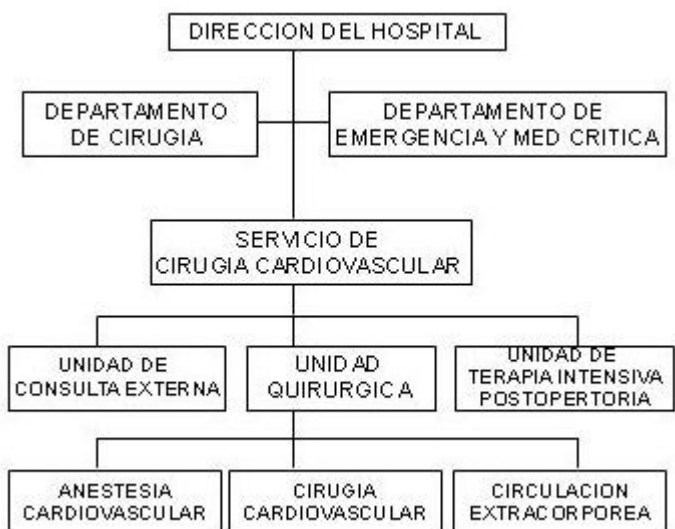 DIRECCION DEL HOSPITAL
DEPARTAMENTO
DE CIRUGIA
DEPARTAMENTO DE
EMERGENCIA Y MED CRITICA
SERVICIO DE
CIRUGIA CARDIOVASCULAR
UNIDAD DE
CONSULTA EXTERNA
UNIDAD
QUIRURGICA
UNIDAD DE
TERAPIA INTENSIVA
POSTOPERTORIA
ANESTESIA
CARDIOVASCULAR
CIRUGIA
CARDIOVASCULAR
CIRCULACION
EXTRACORPOREA